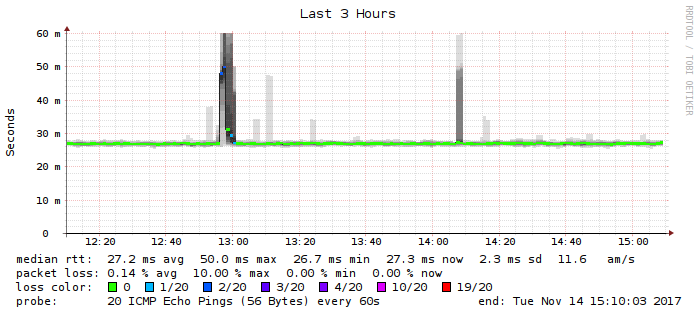 Last 3 Hours
RRDTOOL / TOBI OETIKER
Seconds
60 m
50 m
40 m
30 m
20 m
10 m
0
12:20 12:40 13:00 13:20 13:40 14:00 14:20 14:40 15:00
median rtt: 27.2 ms avg 50.0 ms max 26.7 ms min 27.3 ms now 2.3 ms sd 11.6 am/s
packet loss: 0.14 % avg 10.00 % max 0.00 % min 0.00 % now
loss color: 0 1/20 2/20 3/20 4/20 10/20 19/20
probe: 20 ICMP Echo Pings (56 Bytes) every 60s end: Tue Nov 14 15:10:03 2017